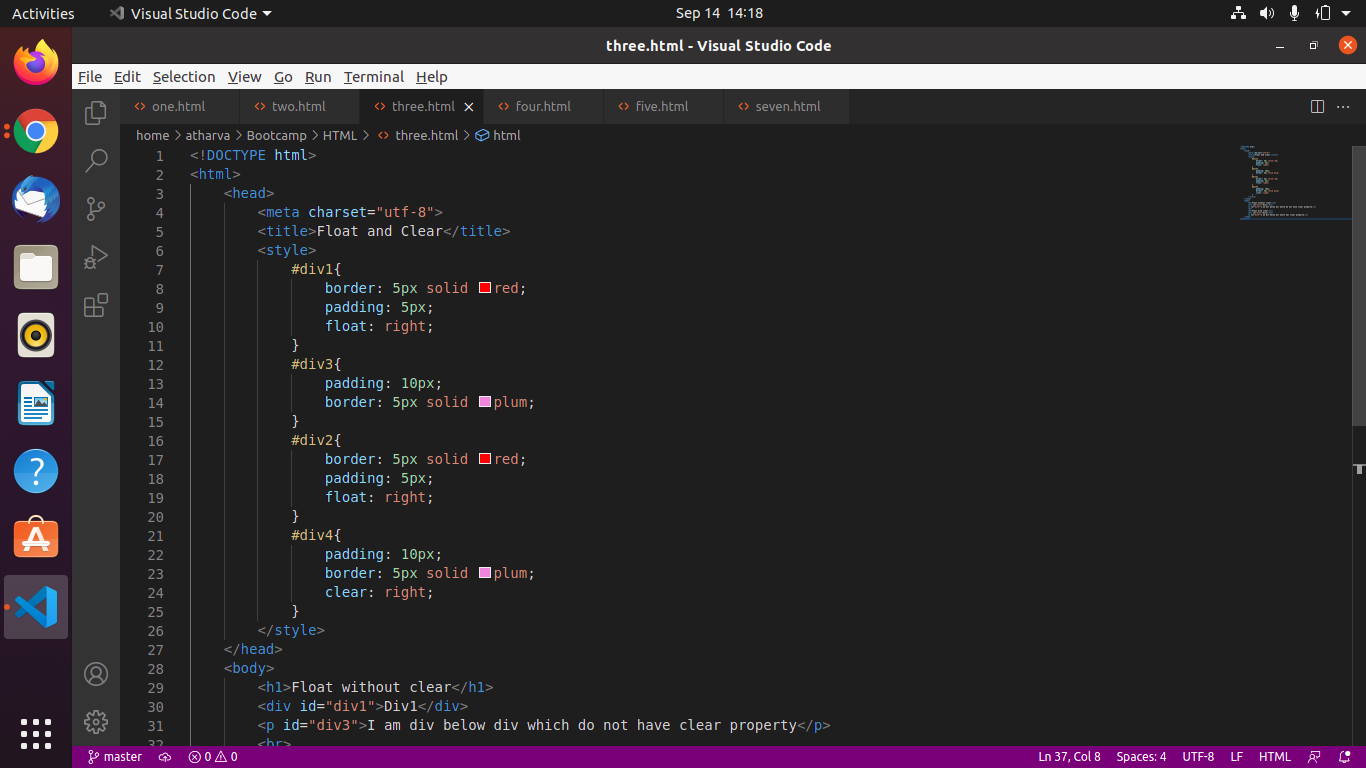 Activities Visual Studio Code Sep 14 14:18
three.html - Visual Studio Code
File Edit Selection View Go Run Terminal Help
one.html two.html three.html four.html five.html seven.html
home > atharva > Bootcamp > HTML > three.html > html
1 <!DOCTYPE html>
2 <html>
3 <head>
4 <meta charset="utf-8">
5 <title>Float and Clear</title>
6 <style>
7 #div1{
8 border: 5px solid red;
9 padding: 5px;
10 float: right;
11 }
12 #div3{
13 padding: 10px;
14 border: 5px solid plum;
15 }
16 #div2{
17 border: 5px solid red;
18 padding: 5px;
19 float: right;
20 }
21 #div4{
22 padding: 10px;
23 border: 5px solid plum;
24 clear: right;
25 }
26 </style>
27 </head>
28 <body>
29 <h1>Float without clear</h1>
30 <div id="div1">Div1</div>
31 <p id="div3">I am div below div which do not have clear property</p>
32 <br>
master 0 0 Ln 37, Col 8 Spaces: 4 UTF-8 LF HTML